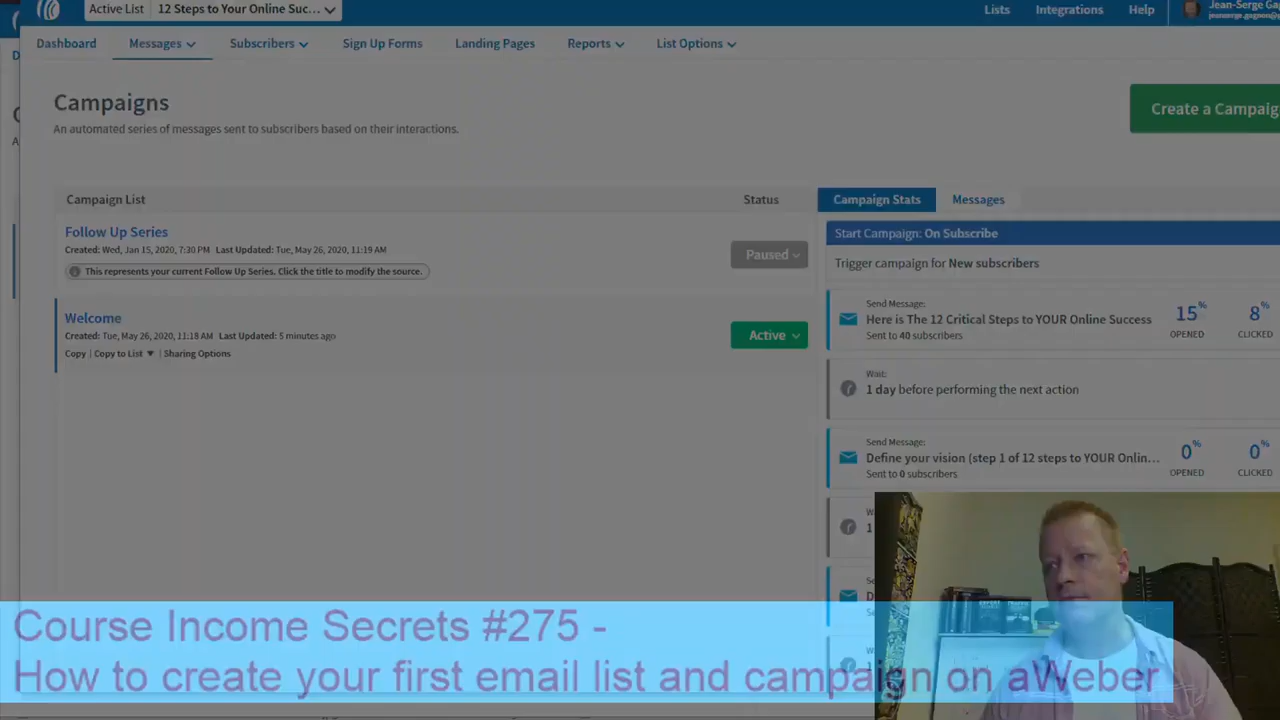 Active List
12 Steps to Your Online Suc...
Lists
Integrations
Help
Jean-Serge
Dashboard
Messages
Subscribers
Sign Up Forms
Landing Pages
Reports
List Options
Campaigns
An automated series of messages sent to subscribers based on their interactions.
Create a Campaig
Campaign List
Status
Campaign Stats
Messages
Follow Up Series
Created: Wed, Jan 15, 2020, 7:30 PM Last Updated: Tue, May 26, 2020, 11:19 AM
This represents your current Follow Up Series. Click the title to modify the source.
Paused
Welcome
Created: Tue, May 26, 2020, 11:18 AM Last Updated: 5 minutes ago
Copy | Copy to List ▼ | Sharing Options
Active
Start Campaign: On Subscribe
Trigger campaign for New subscribers
Send Message:
Here is The 12 Critical Steps to YOUR Online Success
Sent to 40 subscribers
15%
OPENED
8%
CLICKED
Wait:
1 day before performing the next action
Send Message:
Define your vision (step 1 of 12 steps to YOUR Onlin...
Sent to 0 subscribers
0%
OPENED
0%
CLICKED
Course Income Secrets #275 -
How to create your first email list and campaign on aWeber